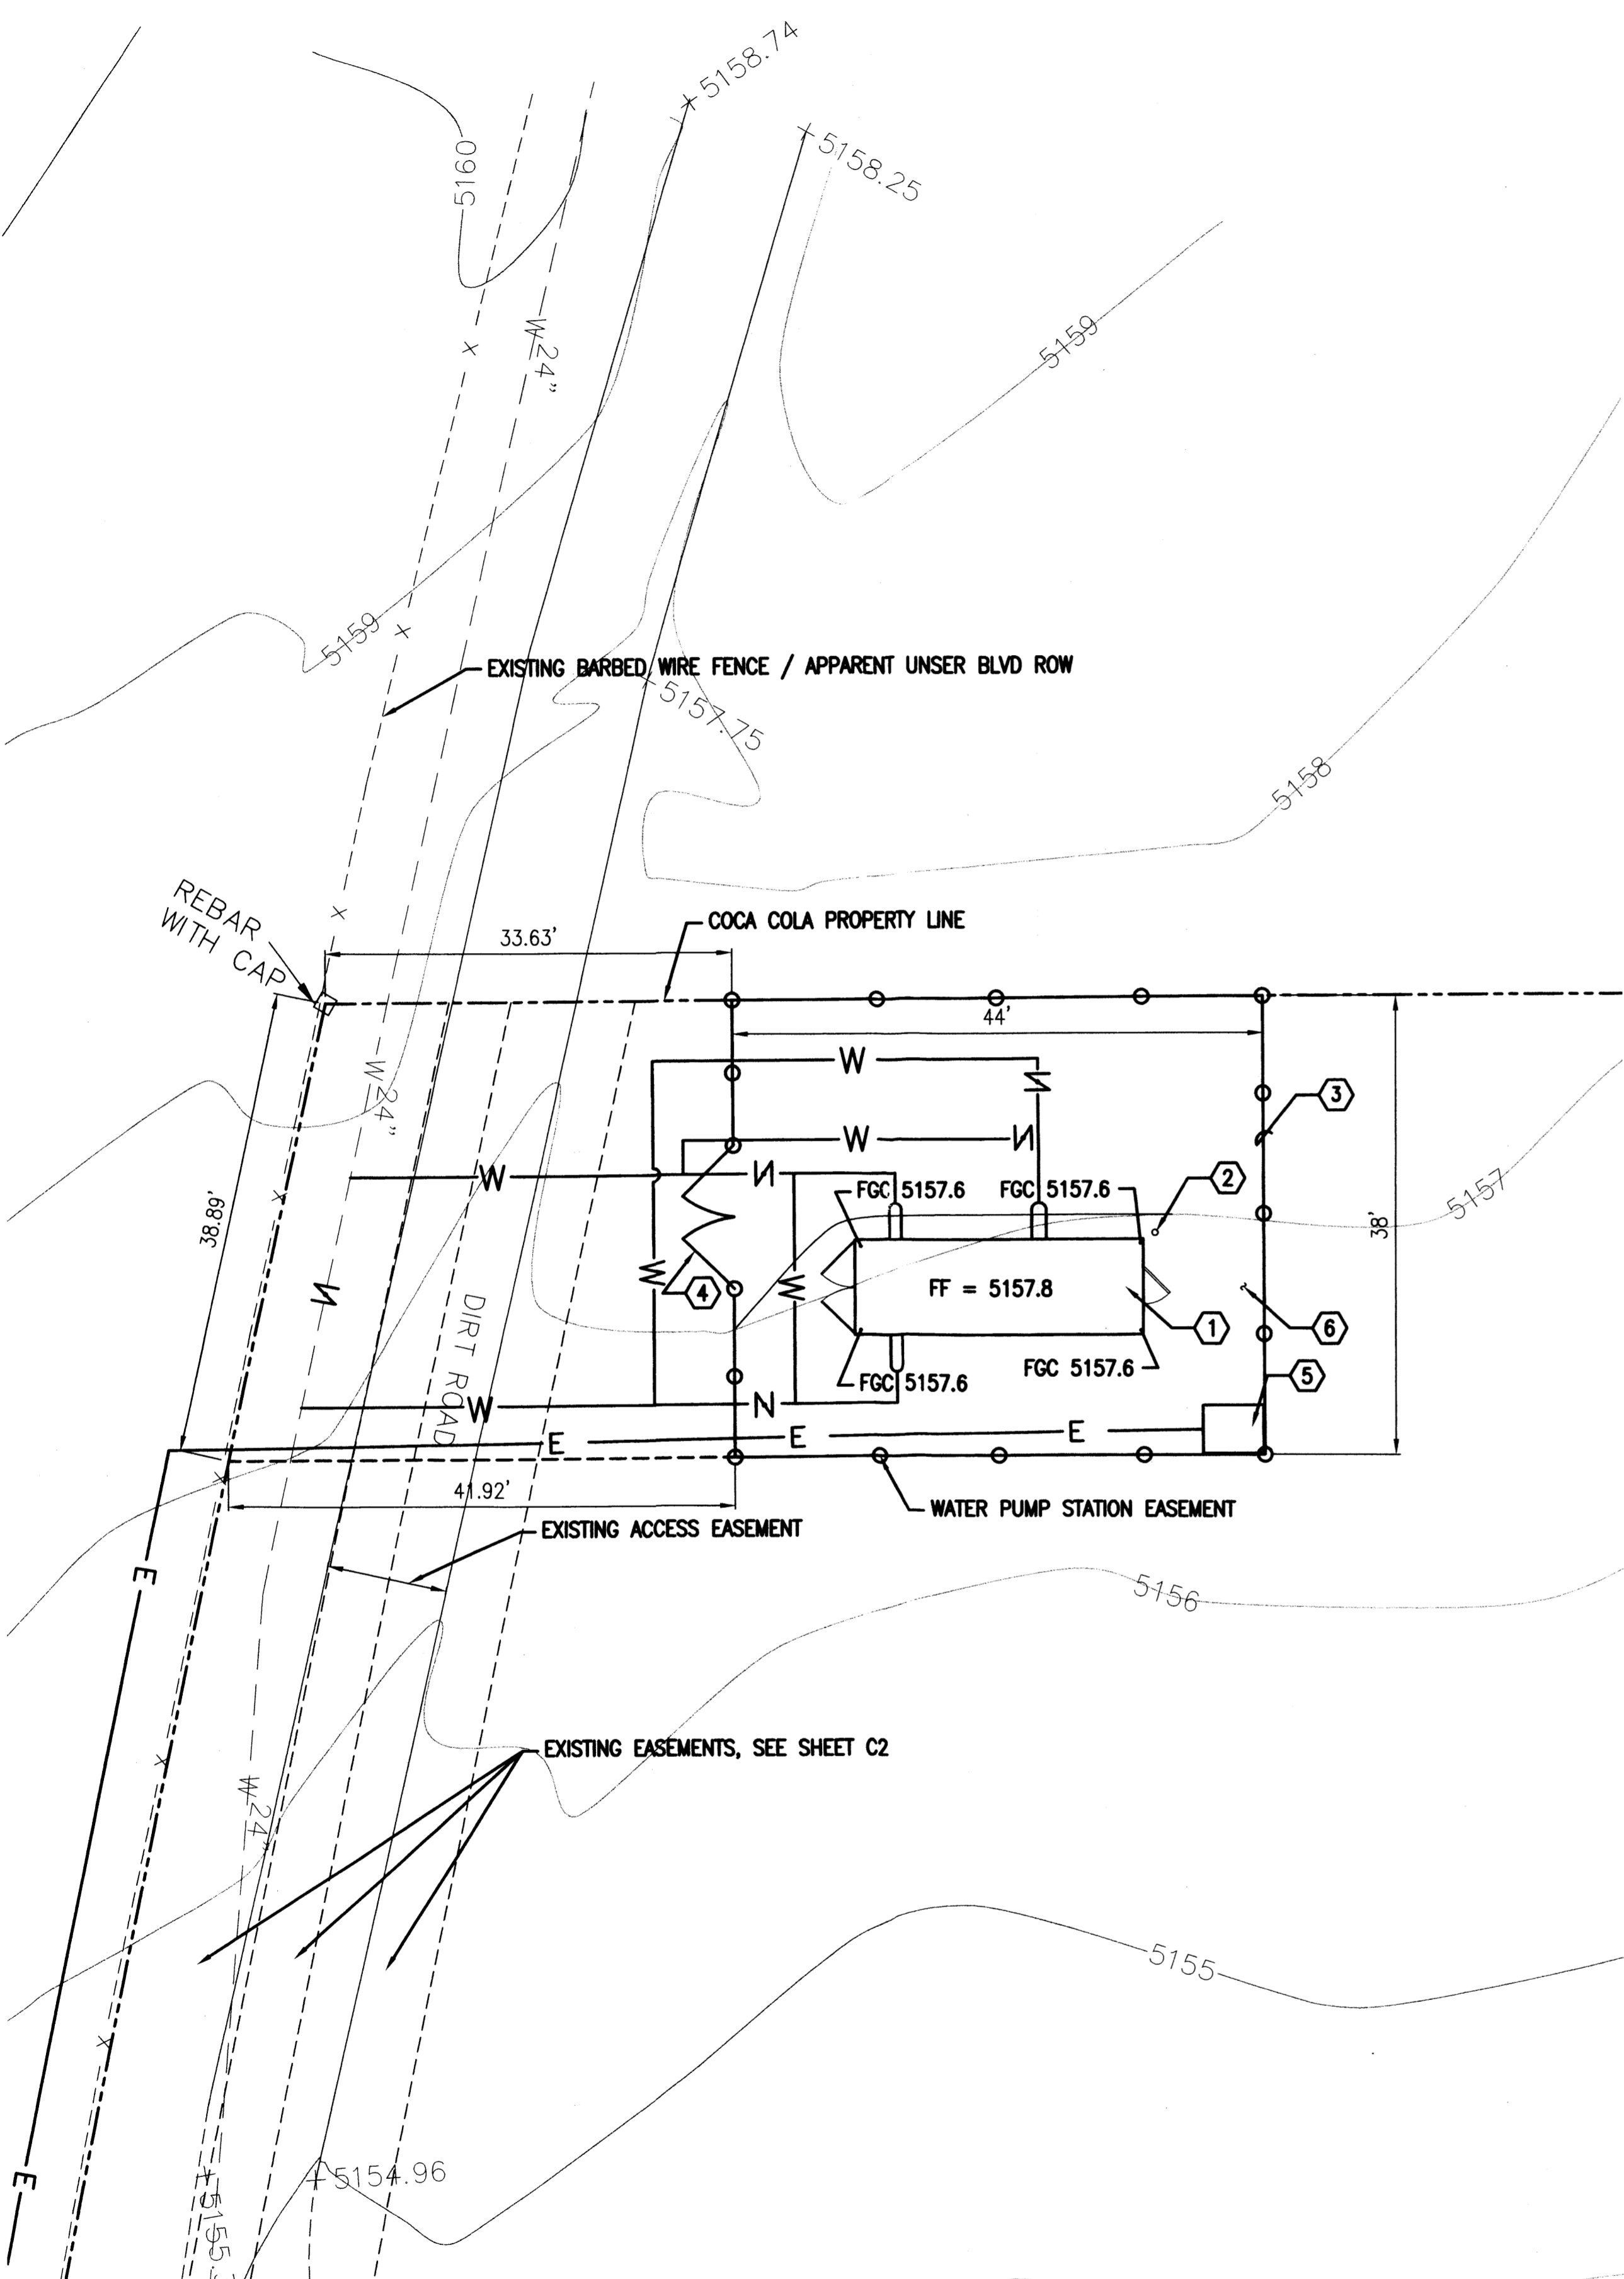 5158.74
5158.25
5160
W 24"
5159
5159
EXISTING BARBED WIRE FENCE / APPARENT UNSER BLVD ROW
5157.75
5158
REBAR
WITH CAP
COCA COLA PROPERTY LINE
33.63'
44'
W
W
W 24"
W
W
3
W
W
2
FGC 5157.6
FGC 5157.6
5157
38'
38.89'
W
W
W
4
FF = 5157.8
DIRT ROAD
1
6
FGC 5157.6
FGC 5157.6
5
W
W
E
E
E
41.92'
WATER PUMP STATION EASEMENT
EXISTING ACCESS EASEMENT
E
5156
EXISTING EASEMENTS, SEE SHEET C2
W 24"
5155
5154.96
E